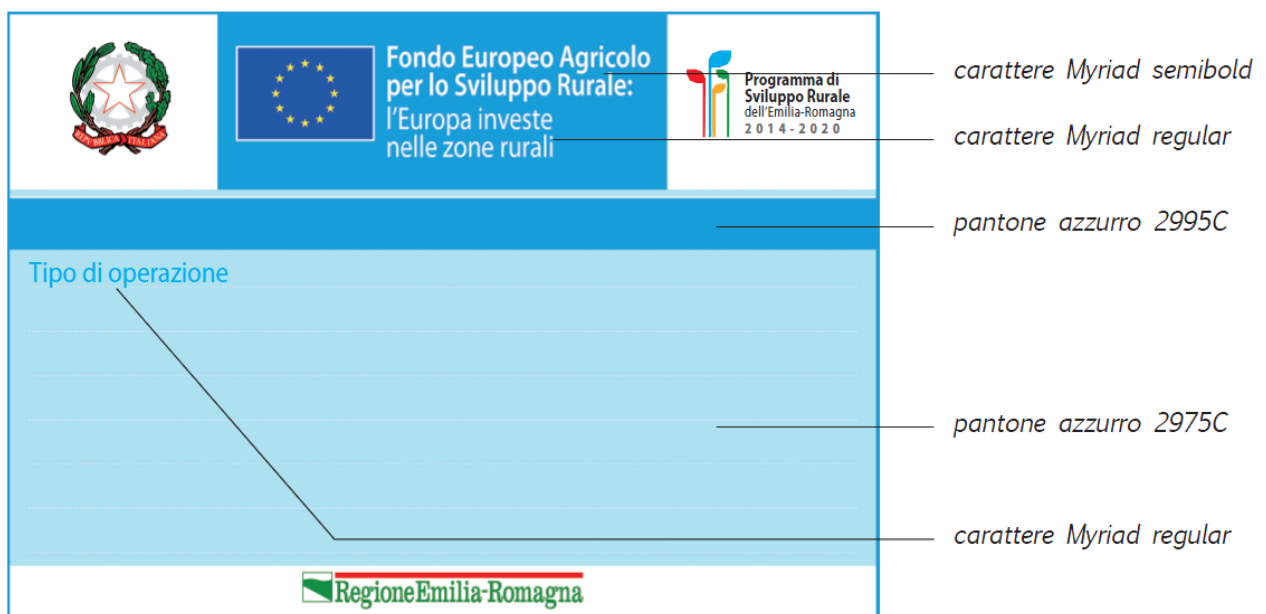 REPUBBLICA ITALIANA
Fondo Europeo Agricolo
per lo Sviluppo Rurale:
l'Europa investe
nelle zone rurali
Programma di
Sviluppo Rurale
dell'Emilia-Romagna
2014-2020
carattere Myriad semibold
carattere Myriad regular
pantone azzurro 2995C
Tipo di operazione
pantone azzurro 2975C
carattere Myriad regular
RegioneEmilia-Romagna